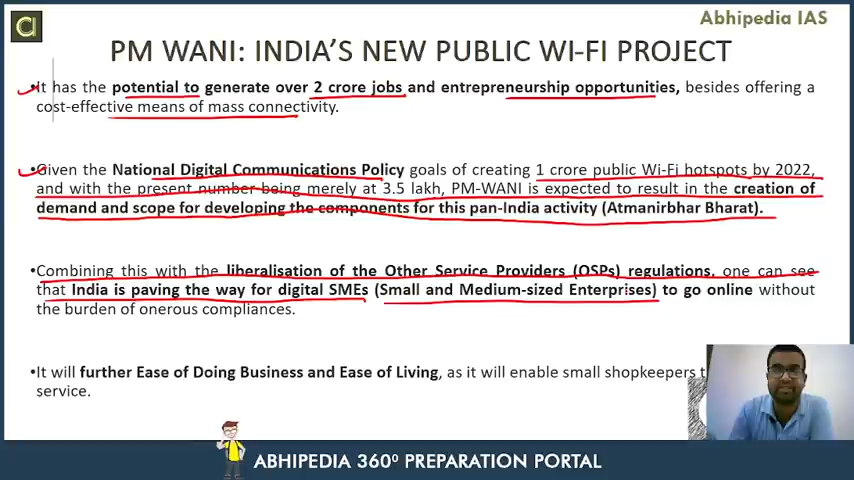 Abhipedia IAS
PM WANI: INDIA'S NEW PUBLIC WI-FI PROJECT
•It has the potential to generate over 2 crore jobs and entrepreneurship opportunities, besides offering a
cost-effective means of mass connectivity.
•Given the National Digital Communications Policy goals of creating 1 crore public Wi-Fi hotspots by 2022,
and with the present number being merely at 3.5 lakh, PM-WANI is expected to result in the creation of
demand and scope for developing the components for this pan-India activity (Atmanirbhar Bharat).
•Combining this with the liberalisation of the Other Service Providers (OSPs) regulations, one can see
that India is paving the way for digital SMEs (Small and Medium-sized Enterprises) to go online without
the burden of onerous compliances.
•It will further Ease of Doing Business and Ease of Living, as it will enable small shopkeepers
service.
ABHIPEDIA 360⁰ PREPARATION PORTAL